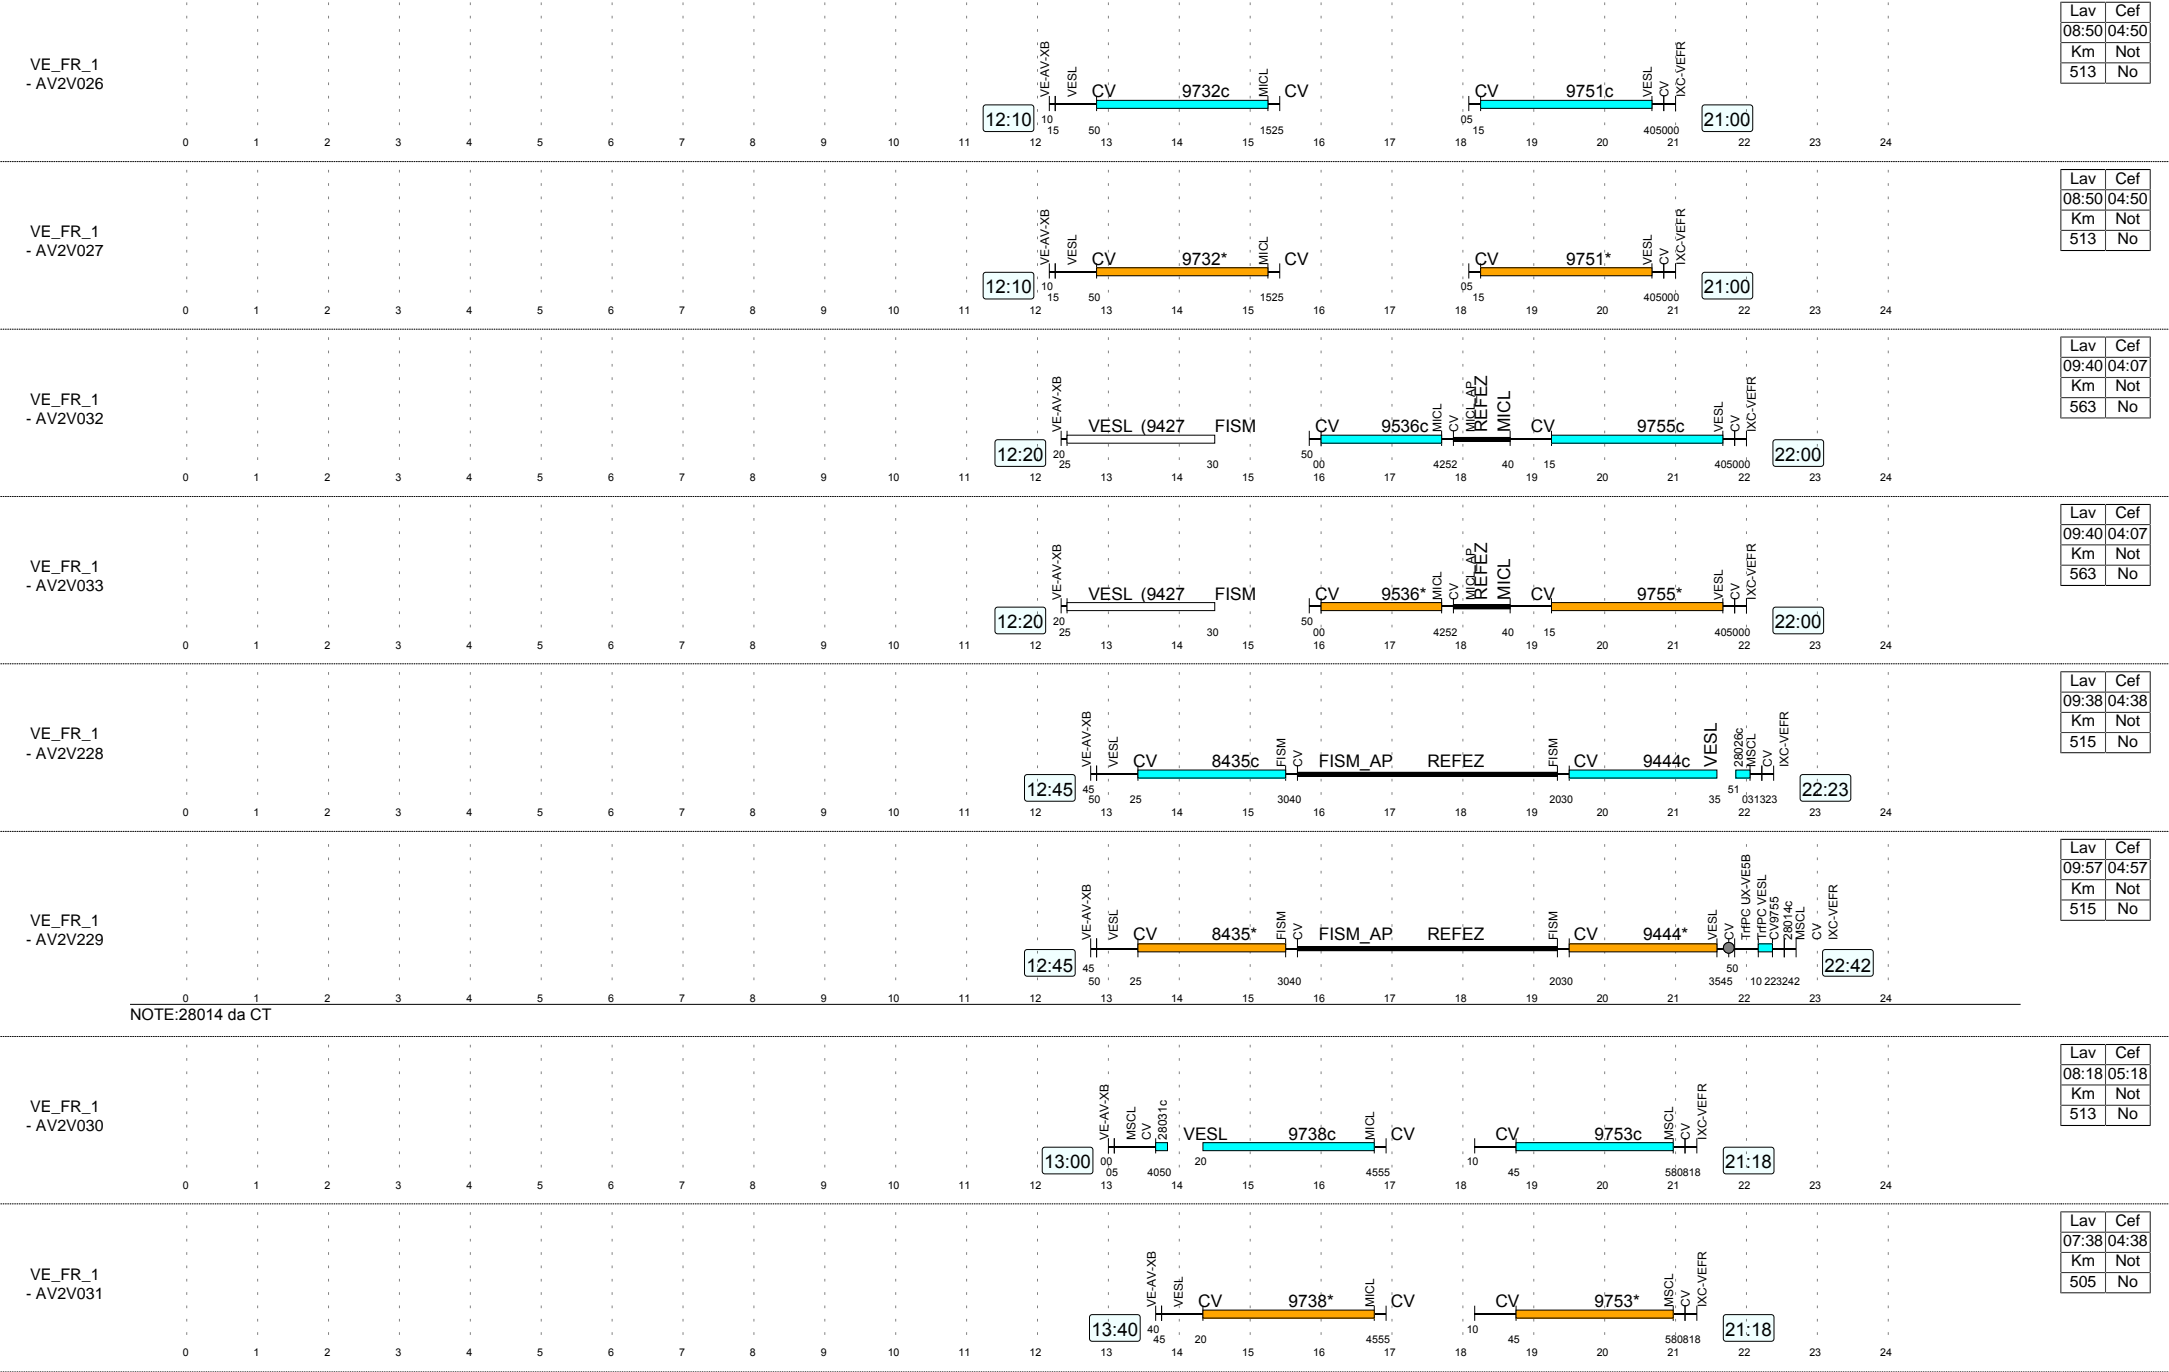 Lav Cef
08:50 04:50
Km Not
513 No
VE_FR_1
- AV2V026
VE-AV-XB VESL CV 9732c MICL CV CV 9751c VESL CV IXC-VEFR
12:10 10 15 50 1525 05 15 405000 21:00
0 1 2 3 4 5 6 7 8 9 10 11 12 13 14 15 16 17 18 19 20 21 22 23 24
Lav Cef
08:50 04:50
Km Not
513 No
VE_FR_1
- AV2V027
VE-AV-XB VESL CV 9732* MICL CV CV 9751* VESL CV IXC-VEFR
12:10 10 15 50 1525 05 15 405000 21:00
0 1 2 3 4 5 6 7 8 9 10 11 12 13 14 15 16 17 18 19 20 21 22 23 24
Lav Cef
09:40 04:07
Km Not
563 No
VE_FR_1
- AV2V032
VE-AV-XB VESL (9427 FISM CV 9536c MICL CV MICL_AP REFEZ MICL CV 9755c VESL CV IXC-VEFR
12:20 20 25 30 50 00 4252 40 15 405000 22:00
0 1 2 3 4 5 6 7 8 9 10 11 12 13 14 15 16 17 18 19 20 21 22 23 24
Lav Cef
09:40 04:07
Km Not
563 No
VE_FR_1
- AV2V033
VE-AV-XB VESL (9427 FISM CV 9536* MICL CV MICL_AP REFEZ MICL CV 9755* VESL CV IXC-VEFR
12:20 20 25 30 50 00 4252 40 15 405000 22:00
0 1 2 3 4 5 6 7 8 9 10 11 12 13 14 15 16 17 18 19 20 21 22 23 24
Lav Cef
09:38 04:38
Km Not
515 No
VE_FR_1
- AV2V228
VE-AV-XB VESL CV 8435c FISM CV FISM_AP REFEZ FISM CV 9444c VESL 28026c MSCL CV IXC-VEFR
12:45 45 50 25 3040 2030 35 51 031323 22:23
0 1 2 3 4 5 6 7 8 9 10 11 12 13 14 15 16 17 18 19 20 21 22 23 24
Lav Cef
09:57 04:57
Km Not
515 No
VE_FR_1
- AV2V229
VE-AV-XB VESL CV 8435* FISM CV FISM_AP REFEZ FISM CV 9444* VESL CV TrfPC UX-VE5B TrfPC VESL CV9755 28014c MSCL CV IXC-VEFR
12:45 45 50 25 3040 2030 3545 50 10 223242 22:42
0 1 2 3 4 5 6 7 8 9 10 11 12 13 14 15 16 17 18 19 20 21 22 23 24
NOTE:28014 da CT
Lav Cef
08:18 05:18
Km Not
513 No
VE_FR_1
- AV2V030
VE-AV-XB MSCL CV 28031c VESL 9738c MICL CV CV 9753c MSCL CV IXC-VEFR
13:00 00 05 4050 20 4555 10 45 580818 21:18
0 1 2 3 4 5 6 7 8 9 10 11 12 13 14 15 16 17 18 19 20 21 22 23 24
Lav Cef
07:38 04:38
Km Not
505 No
VE_FR_1
- AV2V031
VE-AV-XB VESL CV 9738* MICL CV CV 9753* MSCL CV IXC-VEFR
13:40 40 45 20 4555 10 45 580818 21:18
0 1 2 3 4 5 6 7 8 9 10 11 12 13 14 15 16 17 18 19 20 21 22 23 24